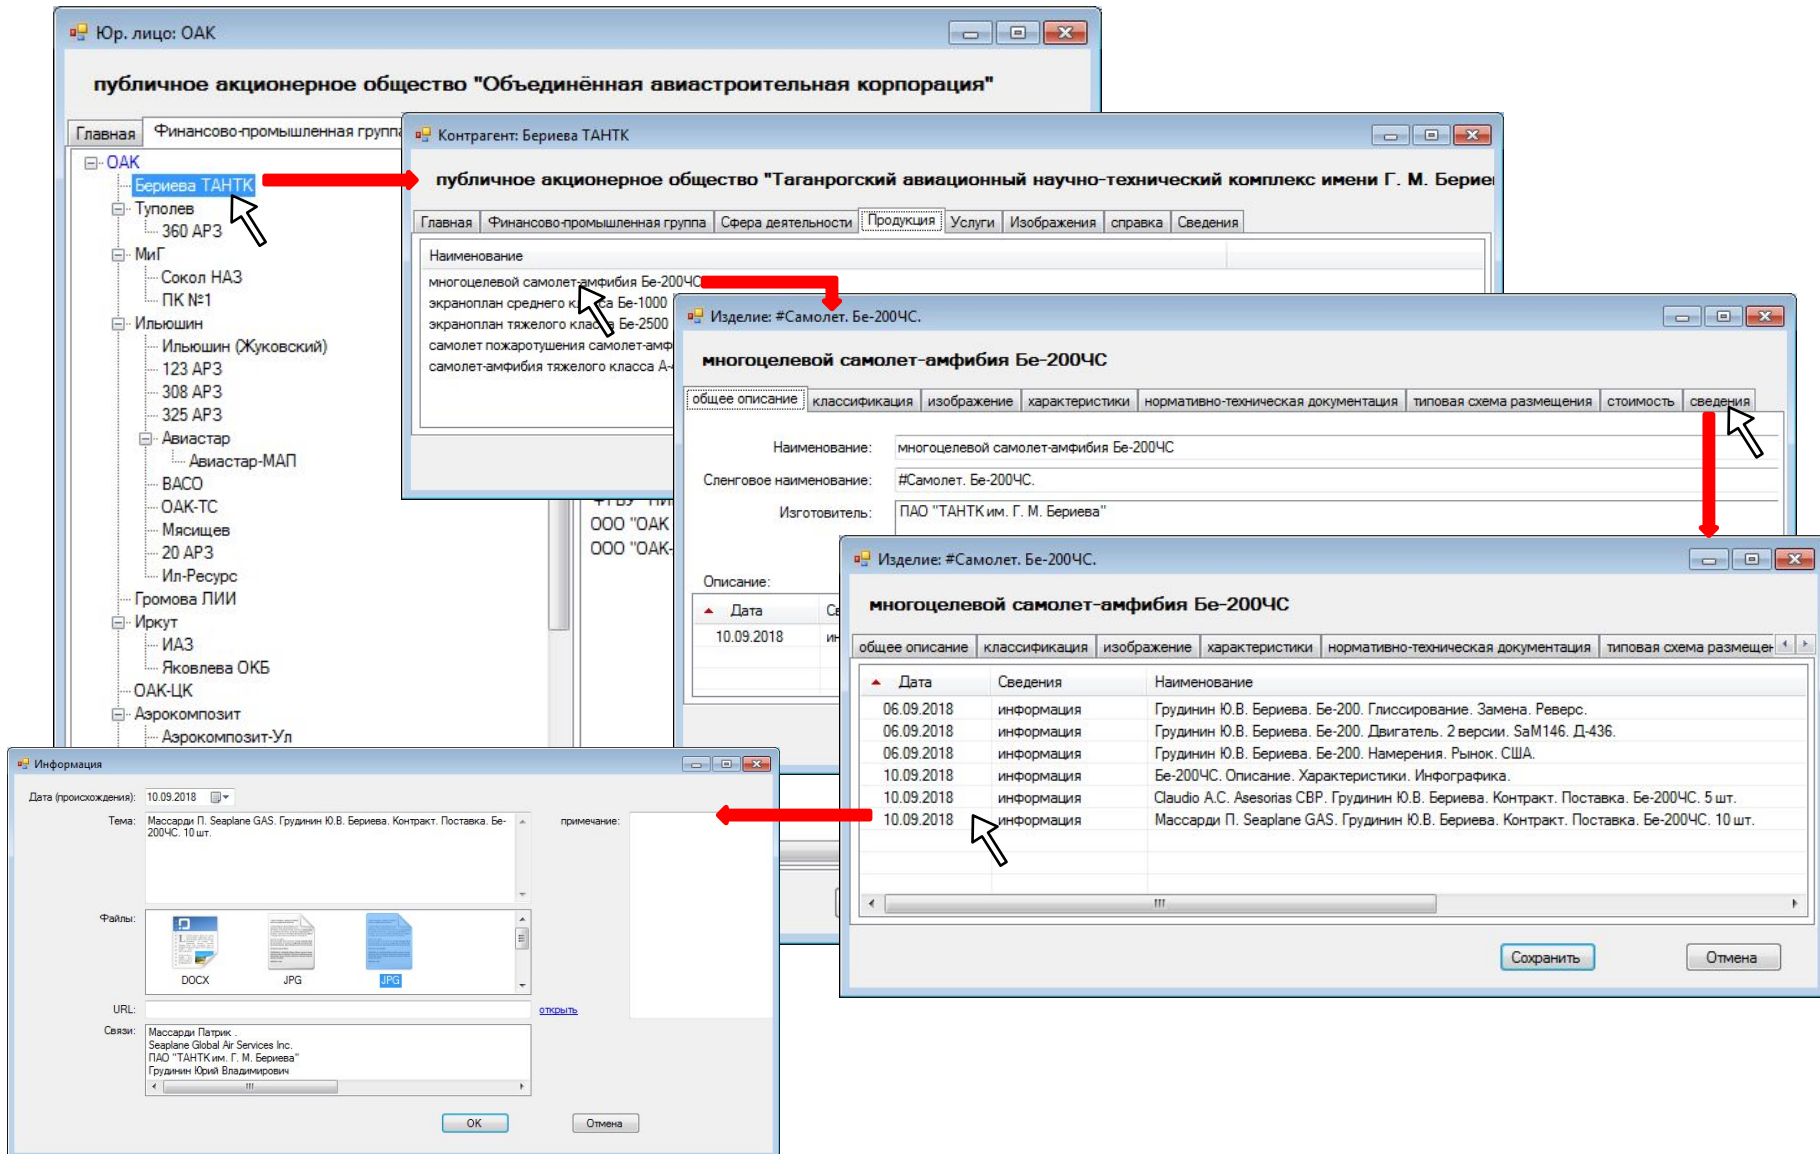 Юр. лицо: ОАК
публичное акционерное общество "Объединённая авиастроительная корпорация"
Главная Финансово-промышленная группа
ОАК
Бериева ТАНТК
Туполев
360 АРЗ
МиГ
Сокол НАЗ
ПК №1
Ильюшин
Ильюшин (Жуковский)
123 АРЗ
308 АРЗ
325 АРЗ
Авиастар
Авиастар-МАП
ВАСО
ОАК-ТС
Мясищев
20 АРЗ
Ил-Ресурс
Громова ЛИИ
Иркут
ИАЗ
Яковлева ОКБ
ОАК-ЦК
Аэрокомпозит
Аэрокомпозит-Ул
ООО "ОАК
ООО "ОАК-
Контрагент: Бериева ТАНТК
публичное акционерное общество "Таганрогский авиационный научно-технический комплекс имени Г. М. Берие
Главная Финансово-промышленная группа Сфера деятельности Продукция Услуги Изображения справка Сведения
Наименование
многоцелевой самолет-амфибия Бе-200ЧС
экраноплан среднего класса Бе-1000
экраноплан тяжелого класса Бе-2500
самолет пожаротушения самолет-амф
самолет-амфибия тяжелого класса А-
Изделие: #Самолет. Бе-200ЧС.
многоцелевой самолет-амфибия Бе-200ЧС
общее описание классификация изображение характеристики нормативно-техническая документация типовая схема размещения стоимость сведения
Наименование: многоцелевой самолет-амфибия Бе-200ЧС
Сленговое наименование: #Самолет. Бе-200ЧС.
Изготовитель: ПАО "ТАНТК им. Г. М. Бериева"
Описание:
Дата Св
10.09.2018 ин
Изделие: #Самолет. Бе-200ЧС.
многоцелевой самолет-амфибия Бе-200ЧС
общее описание классификация изображение характеристики нормативно-техническая документация типовая схема размещен
Дата Сведения Наименование
06.09.2018 информация Грудинин Ю.В. Бериева. Бе-200. Глиссирование. Замена. Реверс.
06.09.2018 информация Грудинин Ю.В. Бериева. Бе-200. Двигатель. 2 версии. SaM146. Д-436.
06.09.2018 информация Грудинин Ю.В. Бериева. Бе-200. Намерения. Рынок. США.
10.09.2018 информация Бе-200ЧС. Описание. Характеристики. Инфографика.
10.09.2018 информация Claudio A.C. Asesorias CBP. Грудинин Ю.В. Бериева. Контракт. Поставка. Бе-200ЧС. 5 шт.
10.09.2018 информация Массарди П. Seaplane GAS. Грудинин Ю.В. Бериева. Контракт. Поставка. Бе-200ЧС. 10 шт.
Сохранить Отмена
Информация
Дата (происхождения): 10.09.2018
Тема: Массарди П. Seaplane GAS. Грудинин Ю.В. Бериева. Контракт. Поставка. Бе-
200ЧС. 10 шт.
примечание:
Файлы:
DOCX JPG JPG
URL: открыть
Связи: Массарди Патрик .
Seaplane Global Air Services Inc.
ПАО "ТАНТК им. Г. М. Бериева"
Грудинин Юрий Владимирович
OK Отмена